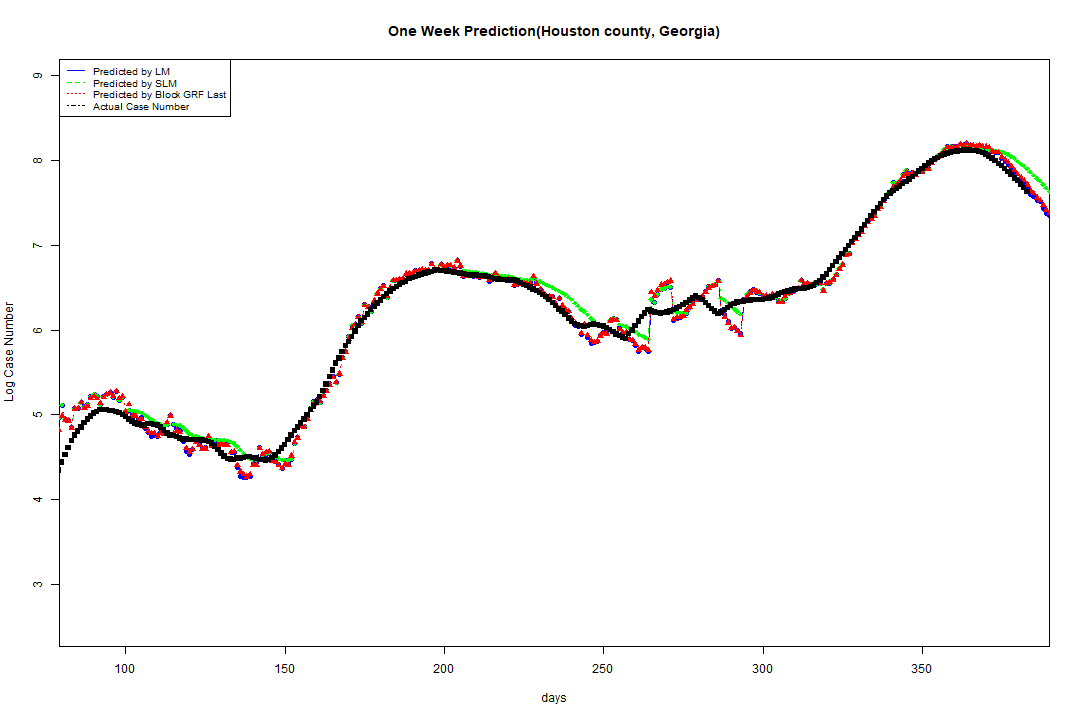 One Week Prediction(Houston county, Georgia)
Predicted by LM
Predicted by SLM
Predicted by Block GRF Last
Actual Case Number
9
8
7
6
5
4
3
Log Case Number
100 150 200 250 300 350
days